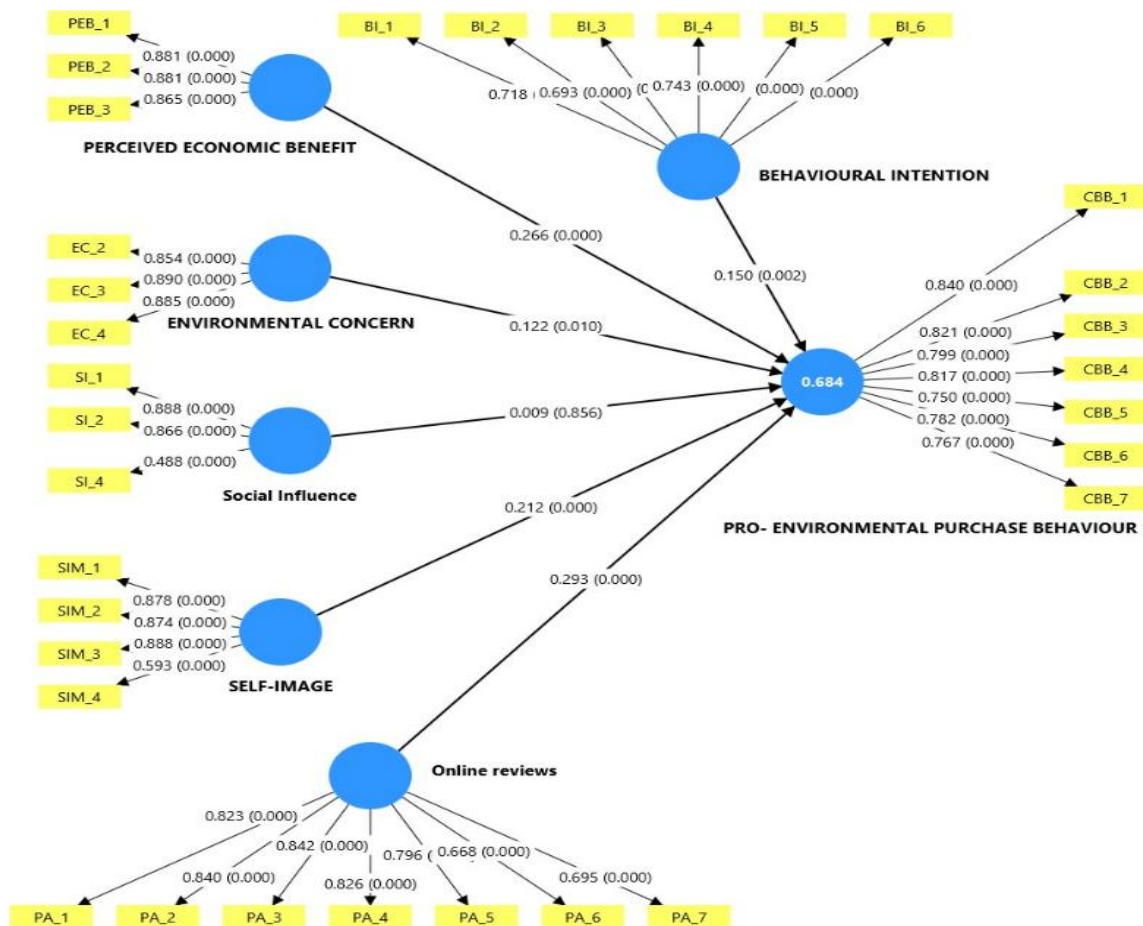 PEB_1
PEB_2
PEB_3
0.881 (0.000)
0.881 (0.000)
0.865 (0.000)
PERCEIVED ECONOMIC BENEFIT
BI_1
BI_2
BI_3
BI_4
BI_5
BI_6
0.718 (
0.693 (0.000)
0.743 (0.000)
(0.000)
(0.000)
BEHAVIOURAL INTENTION
0.266 (0.000)
0.150 (0.002)
EC_2
EC_3
EC_4
0.854 (0.000)
0.890 (0.000)
0.885 (0.000)
ENVIRONMENTAL CONCERN
0.122 (0.010)
SI_1
SI_2
SI_4
0.888 (0.000)
0.866 (0.000)
0.488 (0.000)
Social Influence
0.009 (0.856)
0.684
CBB_1
CBB_2
CBB_3
CBB_4
CBB_5
CBB_6
CBB_7
0.840 (0.000)
0.821 (0.000)
0.799 (0.000)
0.817 (0.000)
0.750 (0.000)
0.782 (0.000)
0.767 (0.000)
PRO- ENVIRONMENTAL PURCHASE BEHAVIOUR
SIM_1
SIM_2
SIM_3
SIM_4
0.878 (0.000)
0.874 (0.000)
0.888 (0.000)
0.593 (0.000)
SELF-IMAGE
0.212 (0.000)
0.293 (0.000)
Online reviews
0.823 (0.000)
0.840 (0.000)
0.842 (0.000)
0.826 (0.000)
0.796 (
0.668 (0.000)
0.695 (0.000)
PA_1
PA_2
PA_3
PA_4
PA_5
PA_6
PA_7